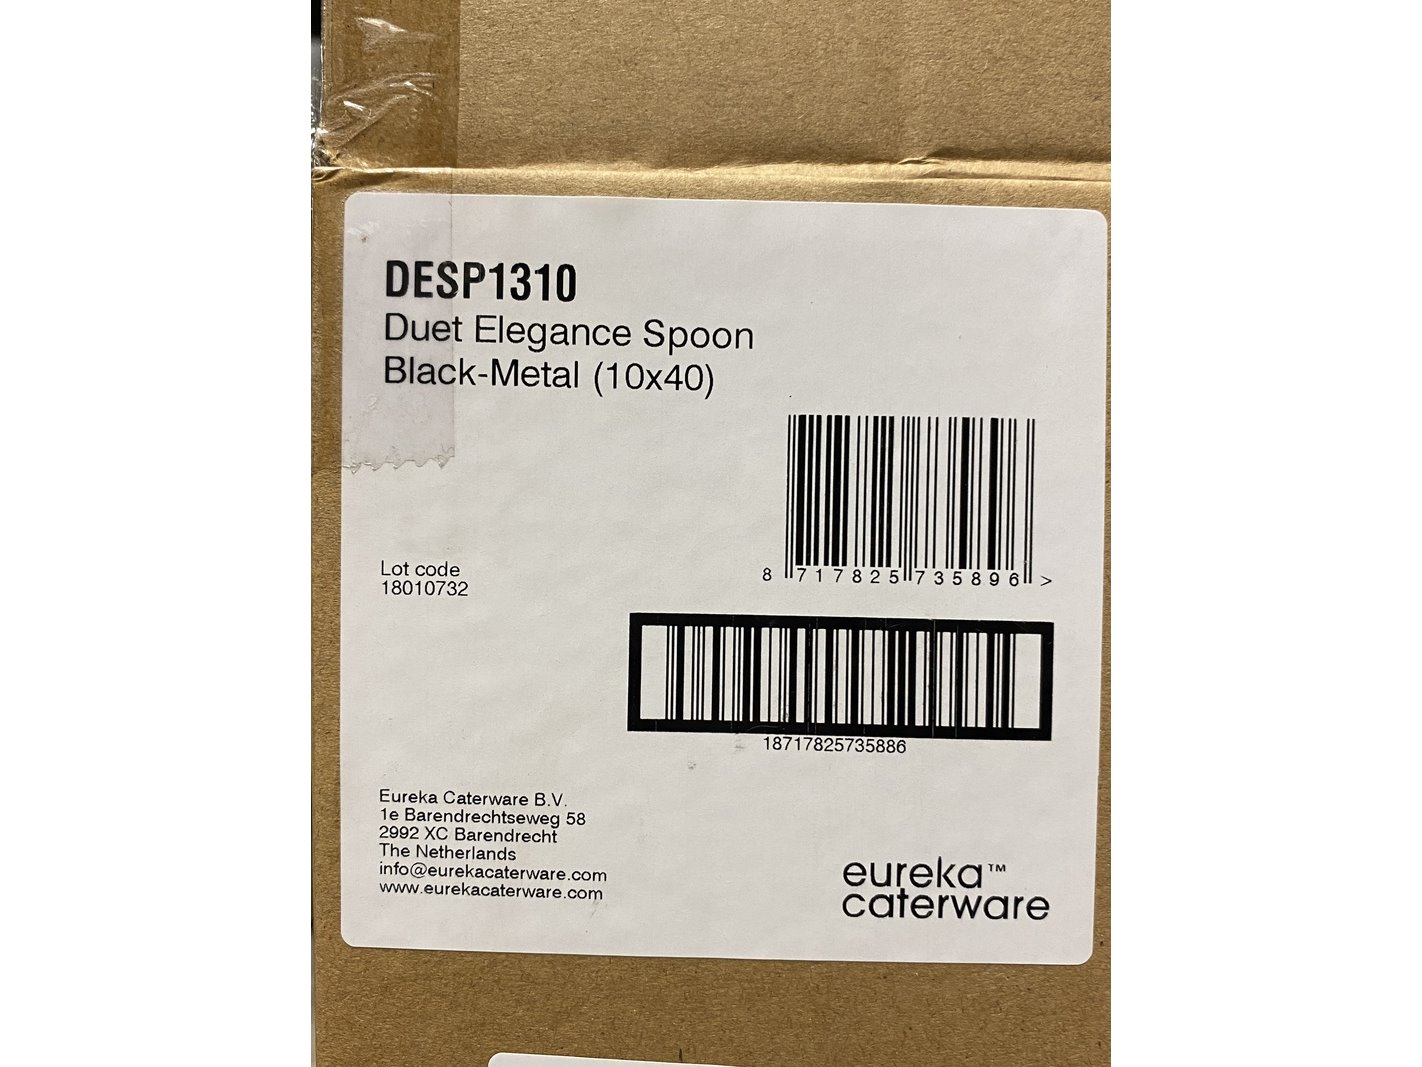 DESP1310
Duet Elegance Spoon
Black-Metal (10x40)
8 717825 735896 >
Lot code
18010732
18717825735886
Eureka Caterware B.V.
1e Barendrechtseweg 58
2992 XC Barendrecht
The Netherlands
info@eurekacaterware.com
www.eurekacaterware.com
eureka™
caterware